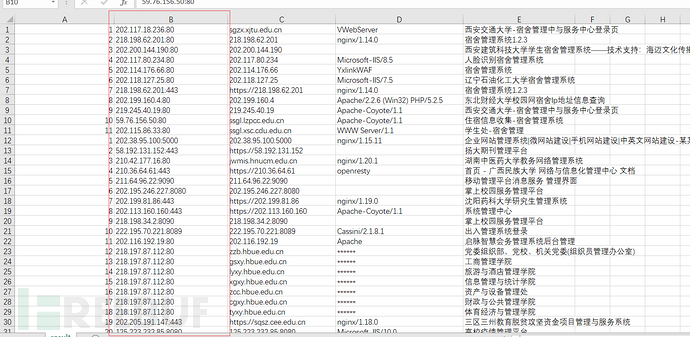 B10 59.76.156.50:80
A B C D E F G H
1 1 202.117.18.236:80 sgzx.xjtu.edu.cn VWebServer 西安交通大学-宿舍管理中与服务中心登录页
2 2 218.198.62.201:80 218.198.62.201 nginx/1.14.0 宿舍管理系统1.2.3
3 3 202.200.144.190:80 202.200.144.190 西安建筑科技大学学生宿舍管理系统——技术支持：海迈文化传
4 4 202.117.80.234:80 202.117.80.234 Microsoft-IIS/8.5 人脸识别宿舍管理系统
5 5 202.114.176.66:80 202.114.176.66 YxlinkWAF 宿舍管理系统
6 6 202.118.127.25:80 202.118.127.25 Microsoft-IIS/7.5 辽宁石油化工大学宿舍管理系统
7 7 218.198.62.201:443 https://218.198.62.201 nginx/1.14.0 宿舍管理系统1.2.3
8 8 202.199.160.4:80 202.199.160.4 Apache/2.2.6 (Win32) PHP/5.2.5 东北财经大学校园网宿舍Ip地址信息查询
9 9 219.245.40.19:80 219.245.40.19 Apache-Coyote/1.1 西安交通大学-宿舍管理中与服务中心登录页
10 10 59.76.156.50:80 ssgl.lzpcc.edu.cn Apache-Coyote/1.1 住宿信息收集-宿舍管理系统
11 11 202.115.86.33:80 ssgl.xsc.cdu.edu.cn WWW Server/1.1 学生处-宿舍管理
12 1 202.38.95.100:5000 202.38.95.100:5000 nginx/1.15.11 企业网站管理系统|微网站建设|手机网站建设|中英文网站建设-某
13 2 58.192.131.152:443 https://58.192.131.152 扬大期刊管理平台
14 3 210.42.177.16:80 jwmis.hnucm.edu.cn nginx/1.20.1 湖南中医药大学教务网络管理系统
15 4 210.36.64.41:443 https://210.36.64.61 openresty 首页 - 广西民族大学 网络与信息化管理中心 文档
16 5 211.64.96.22:9090 211.64.96.22:9090 移动管理平台消息服务 管理界面
17 6 202.195.246.227:8080 202.195.246.227:8080 掌上校园服务管理平台
18 7 202.199.81.46:443 https://202.199.81.46 nginx/1.19.0 沈阳药科大学研究生管理系统
19 8 202.113.160.160:443 https://202.113.160.160 Apache-Coyote/1.1 系统管理中心
20 9 218.198.34.2:8090 218.198.34.2:8090 掌上校园服务管理平台
21 10 222.195.70.221:8089 222.195.70.221:8089 Cassini/2.1.8.1 出入管理系统登录
22 11 202.116.192.19:80 202.116.192.19 Apache 启脉智慧会务管理系统后台管理
23 12 218.197.87.112:80 zzb.hbue.edu.cn ****** 党委组织部、党校、机关党委(组织员管理办公室)
24 13 218.197.87.112:80 gsxy.hbue.edu.cn ****** 工商管理学院
25 14 218.197.87.112:80 lyxy.hbue.edu.cn ****** 旅游与酒店管理学院
26 15 218.197.87.112:80 xgxy.hbue.edu.cn ****** 信息管理与统计学院
27 16 218.197.87.112:80 zcc.hbue.edu.cn ****** 资产与设备管理处
28 17 218.197.87.112:80 cgxy.hbue.edu.cn ****** 财政与公共管理学院
29 18 218.197.87.112:80 tyxy.hbue.edu.cn ****** 体育经济与管理学院
30 19 202.205.191.147:443 https://sqsz.cee.edu.cn nginx/1.18.0 三区三州教育脱贫攻坚资金项目管理与服务系统